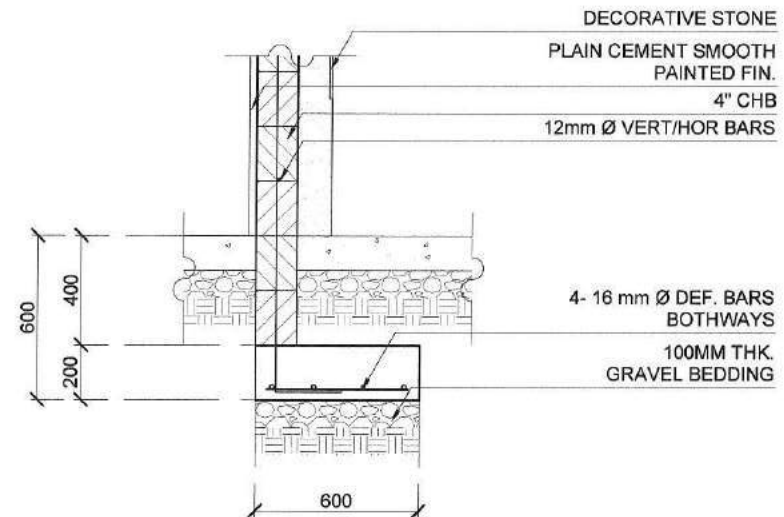 DECORATIVE STONE
PLAIN CEMENT SMOOTH
PAINTED FIN.
4" CHB
12mm Ø VERT/HOR BARS
600
400
200
4- 16 mm Ø DEF. BARS
BOTHWAYS
100MM THK.
GRAVEL BEDDING
600